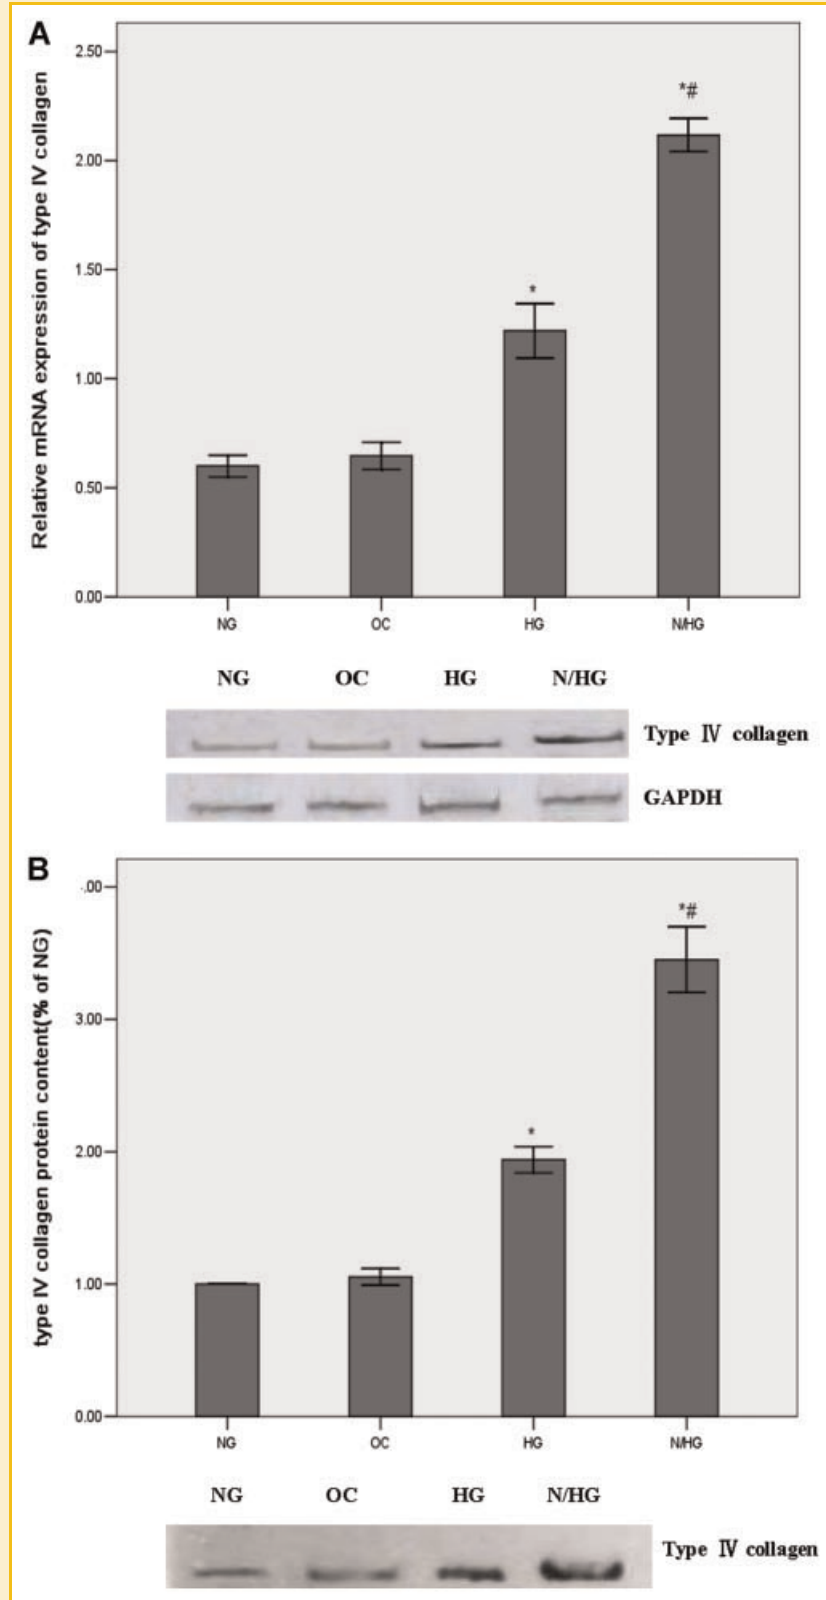 A
Relative mRNA expression of type IV collagen
2.50
2.00
1.50
1.00
0.50
0.00
*
*#
NG OC HG N/HG
NG OC HG N/HG
Type Ⅳ collagen
GAPDH
B
type IV collagen protein content(% of NG)
.00
3.00
2.00
1.00
0.00
*
*#
NG OC HG N/HG
NG OC HG N/HG
Type Ⅳ collagen